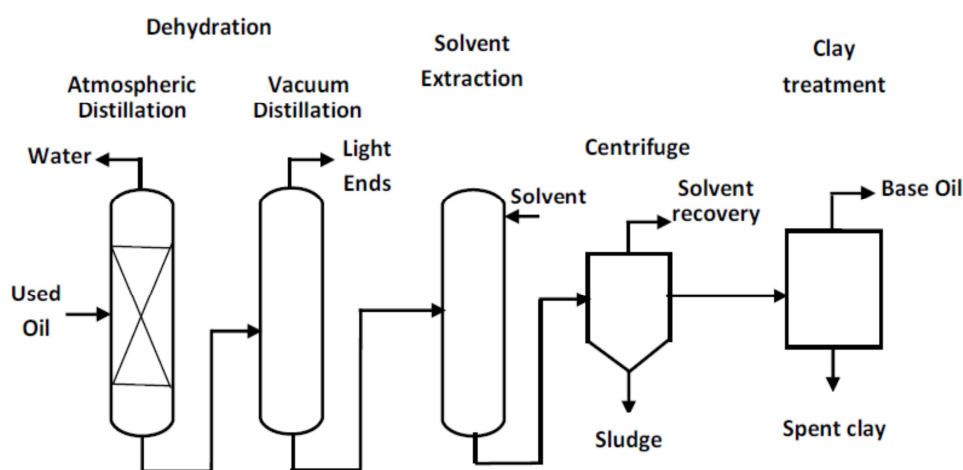 Dehydration
Atmospheric
Distillation
Vacuum
Distillation
Solvent
Extraction
Clay
treatment
Water
Light
Ends
Centrifuge
Solvent
Solvent
recovery
Base Oil
Used
Oil
Sludge
Spent clay